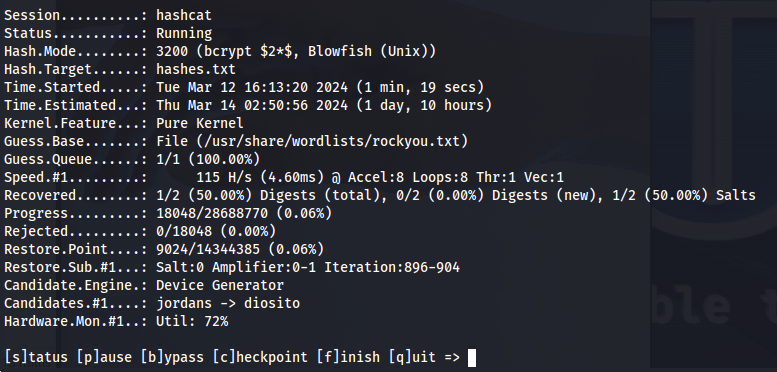 Session..........: hashcat
Status...........: Running
Hash.Mode........: 3200 (bcrypt $2*$, Blowfish (Unix))
Hash.Target......: hashes.txt
Time.Started.....: Tue Mar 12 16:13:20 2024 (1 min, 19 secs)
Time.Estimated...: Thu Mar 14 02:50:56 2024 (1 day, 10 hours)
Kernel.Feature...: Pure Kernel
Guess.Base.......: File (/usr/share/wordlists/rockyou.txt)
Guess.Queue......: 1/1 (100.00%)
Speed.#1.........:      115 H/s (4.60ms) @ Accel:8 Loops:8 Thr:1 Vec:1
Recovered........: 1/2 (50.00%) Digests (total), 0/2 (0.00%) Digests (new), 1/2 (50.00%) Salts
Progress.........: 18048/28688770 (0.06%)
Rejected.........: 0/18048 (0.00%)
Restore.Point....: 9024/14344385 (0.06%)
Restore.Sub.#1...: Salt:0 Amplifier:0-1 Iteration:896-904
Candidate.Engine.: Device Generator
Candidates.#1....: jordans -> diosito
Hardware.Mon.#1..: Util: 72%
[s]tatus [p]ause [b]ypass [c]heckpoint [f]inish [q]uit =>